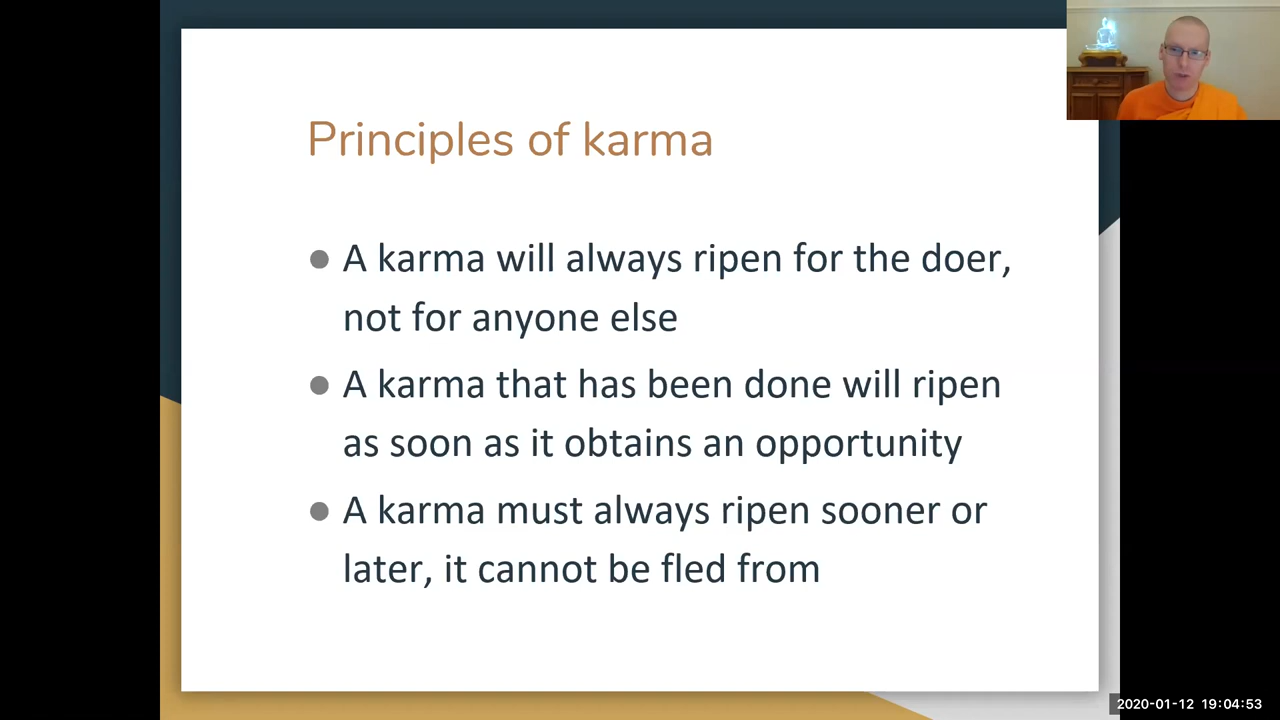 Principles of karma
● A karma will always ripen for the doer,
not for anyone else
● A karma that has been done will ripen
as soon as it obtains an opportunity
● A karma must always ripen sooner or
later, it cannot be fled from
2020-01-12 19:04:53